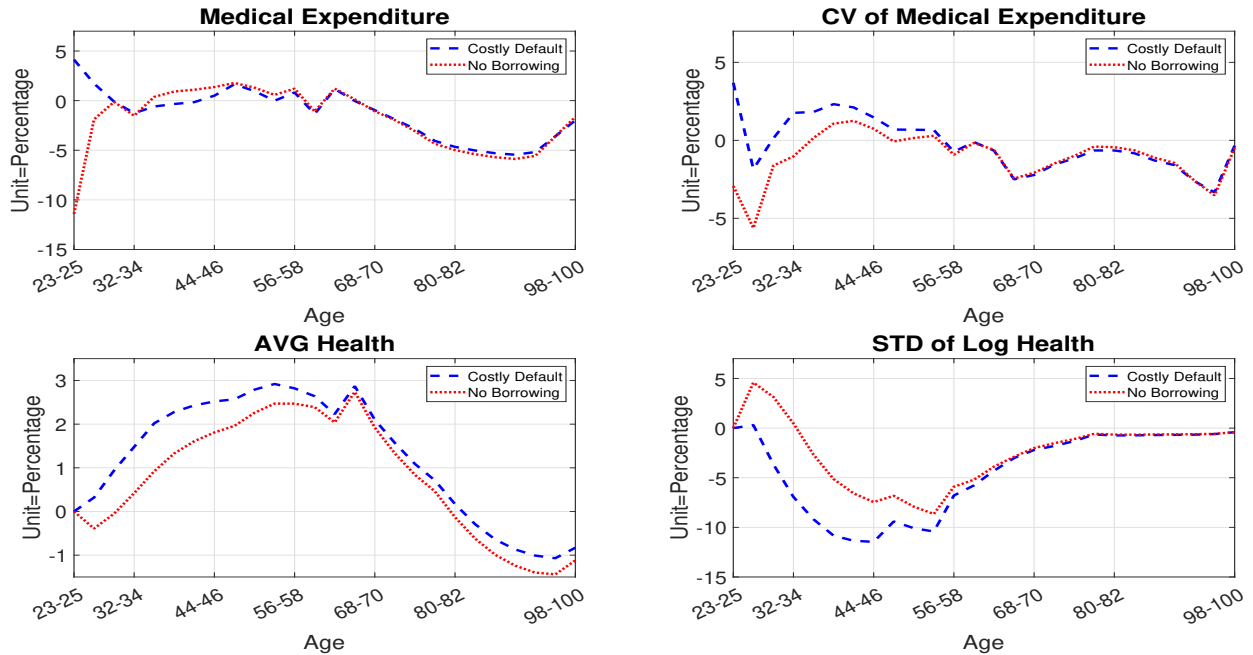 Medical Expenditure
Unit=Percentage
5
0
-5
-10
-15
Costly Default
No Borrowing
23-25
32-34
44-46
56-58
68-70
80-82
98-100
Age
CV of Medical Expenditure
Unit=Percentage
5
0
-5
Costly Default
No Borrowing
23-25
32-34
44-46
56-58
68-70
80-82
98-100
Age
AVG Health
Unit=Percentage
3
2
1
0
-1
Costly Default
No Borrowing
23-25
32-34
44-46
56-58
68-70
80-82
98-100
Age
STD of Log Health
Unit=Percentage
5
0
-5
-10
-15
Costly Default
No Borrowing
23-25
32-34
44-46
56-58
68-70
80-82
98-100
Age